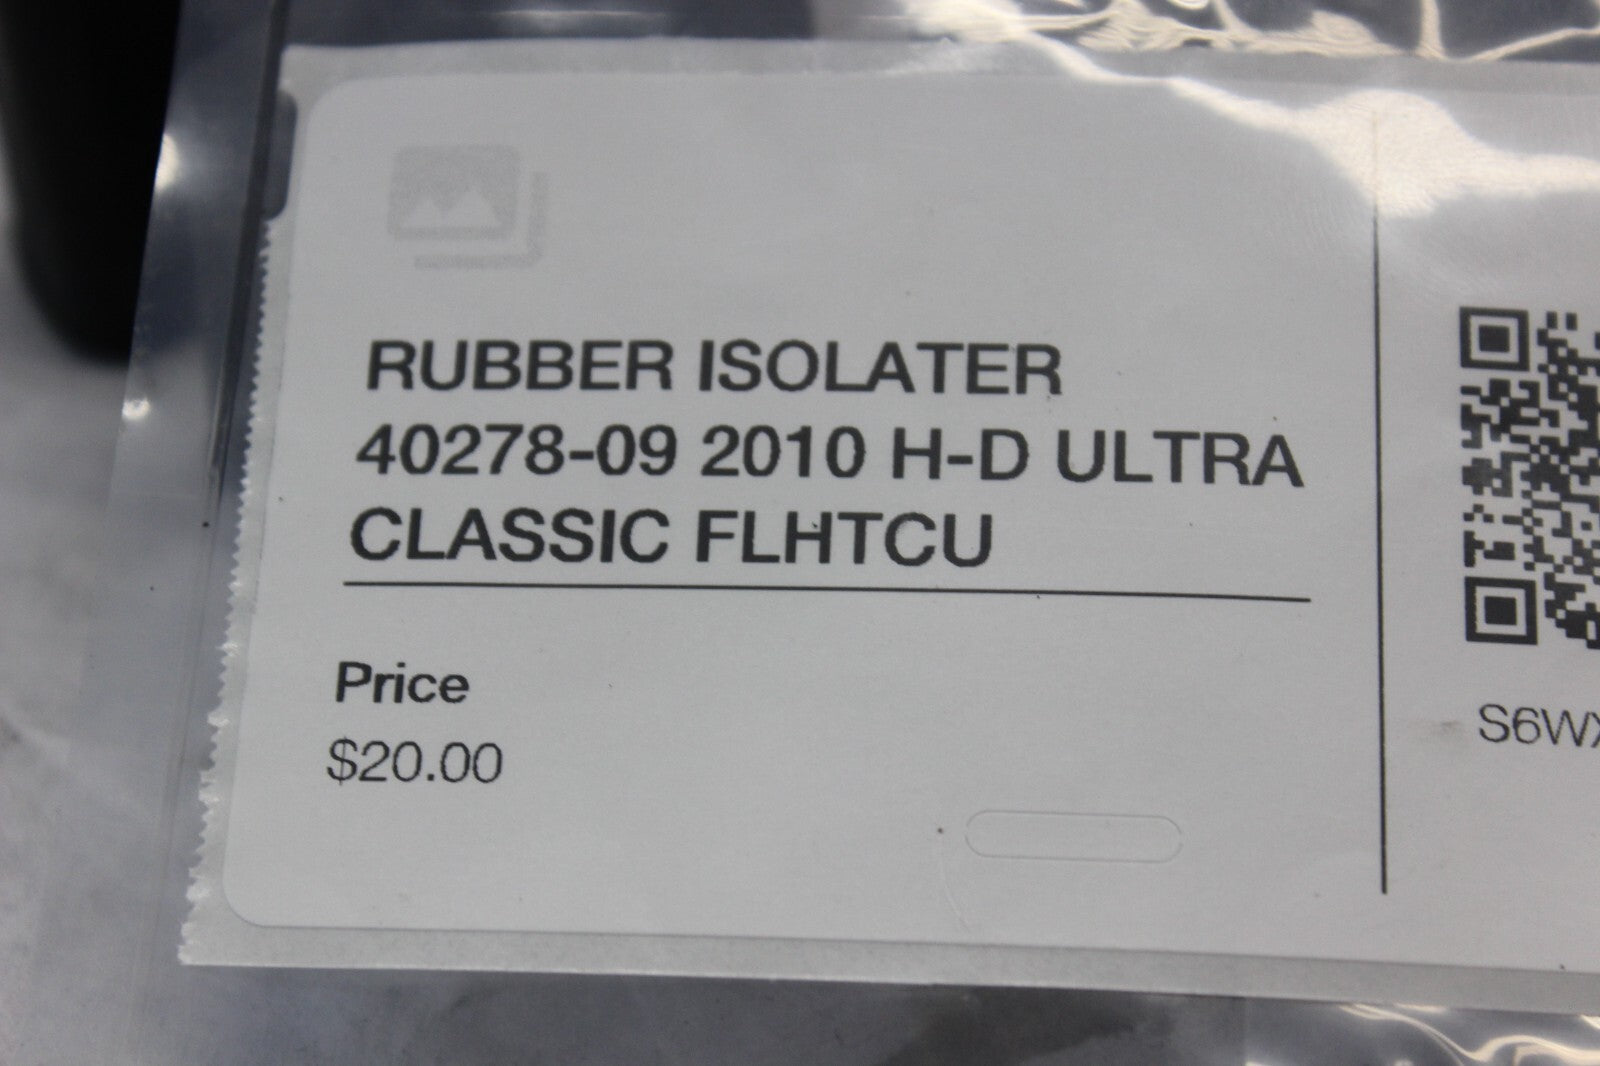 RUBBER ISOLATER
40278-09 2010 H-D ULTRA
CLASSIC FLHTCU
Price
$20.00